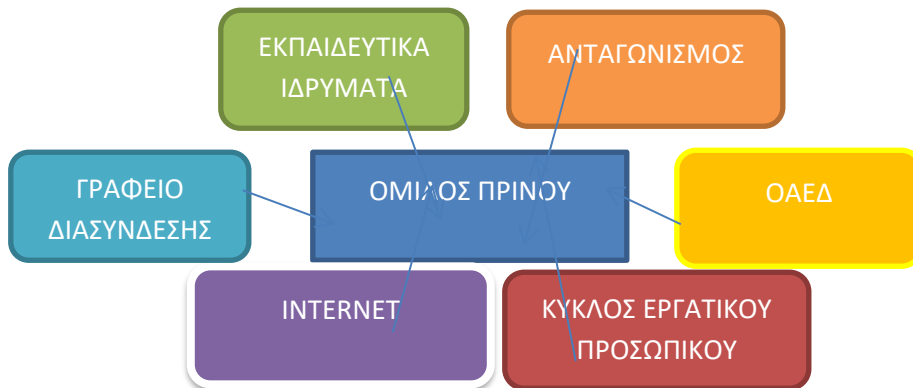 ΕΚΠΑΙΔΕΥΤΙΚΑ
ΙΔΡΥΜΑΤΑ
ΑΝΤΑΓΩΝΙΣΜΟΣ
ΓΡΑΦΕΙΟ
ΔΙΑΣΥΝΔΕΣΗΣ
ΟΜΙΛΟΣ ΠΡΙΝΟΥ
ΟΑΕΔ
INTERNET
ΚΥΚΛΟΣ ΕΡΓΑΤΙΚΟΥ
ΠΡΟΣΩΠΙΚΟΥ